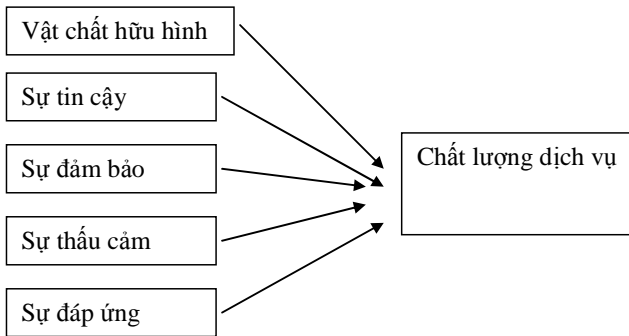 Vật chất hữu hình
Sự tin cậy
Sự đảm bảo
Chất lượng dịch vụ
Sự thấu cảm
Sự đáp ứng